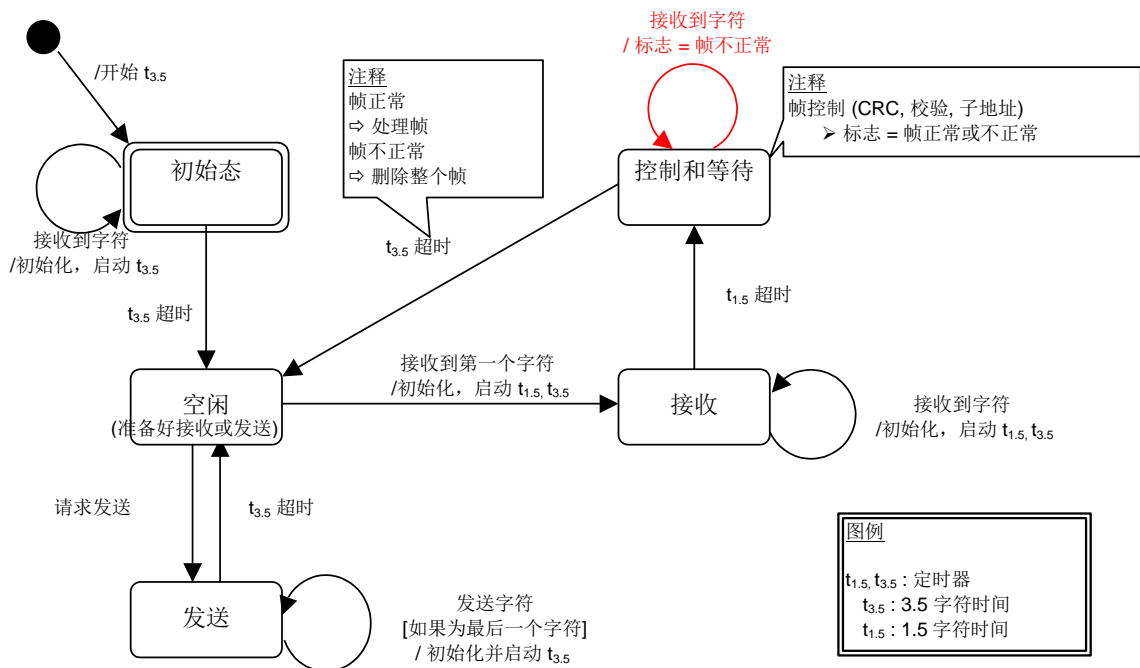 接收到字符
/ 标志 = 帧不正常
/开始 t3.5
注释
帧正常
⇨ 处理帧
帧不正常
⇨ 删除整个帧
注释
帧控制 (CRC, 校验, 子地址)
➢ 标志 = 帧正常或不正常
初始态
控制和等待
接收到字符
/初始化，启动 t3.5
t3.5 超时
t3.5 超时
t1.5 超时
接收到第一个字符
/初始化，启动 t1.5, t3.5
空闲
(准备好接收或发送)
接收
接收到字符
/初始化，启动 t1.5, t3.5
请求发送
t3.5 超时
发送
发送字符
[如果为最后一个字符]
/ 初始化并启动 t3.5
图例
t1.5, t3.5 : 定时器
t3.5 : 3.5 字符时间
t1.5 : 1.5 字符时间